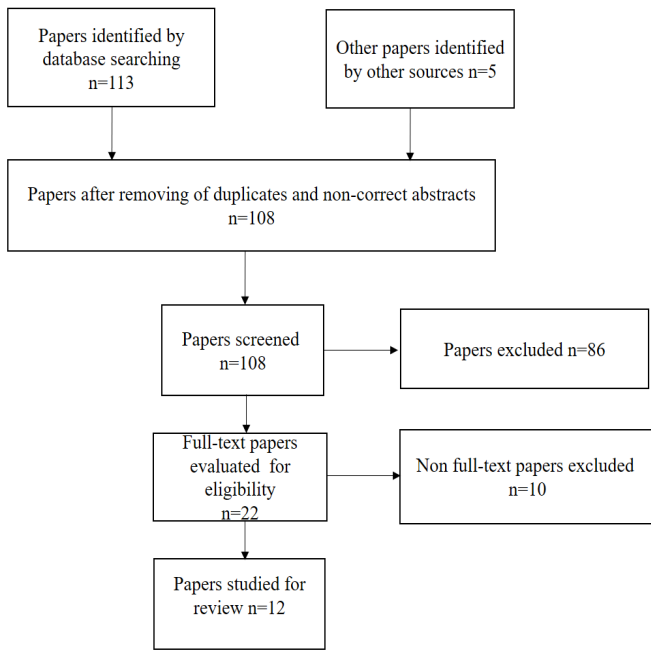 Papers identified by
database searching
n=113
Other papers identified
by other sources n=5
Papers after removing of duplicates and non-correct abstracts
n=108
Papers screened
n=108
Papers excluded n=86
Full-text papers
evaluated for
eligibility
n=22
Non full-text papers excluded
n=10
Papers studied for
review n=12